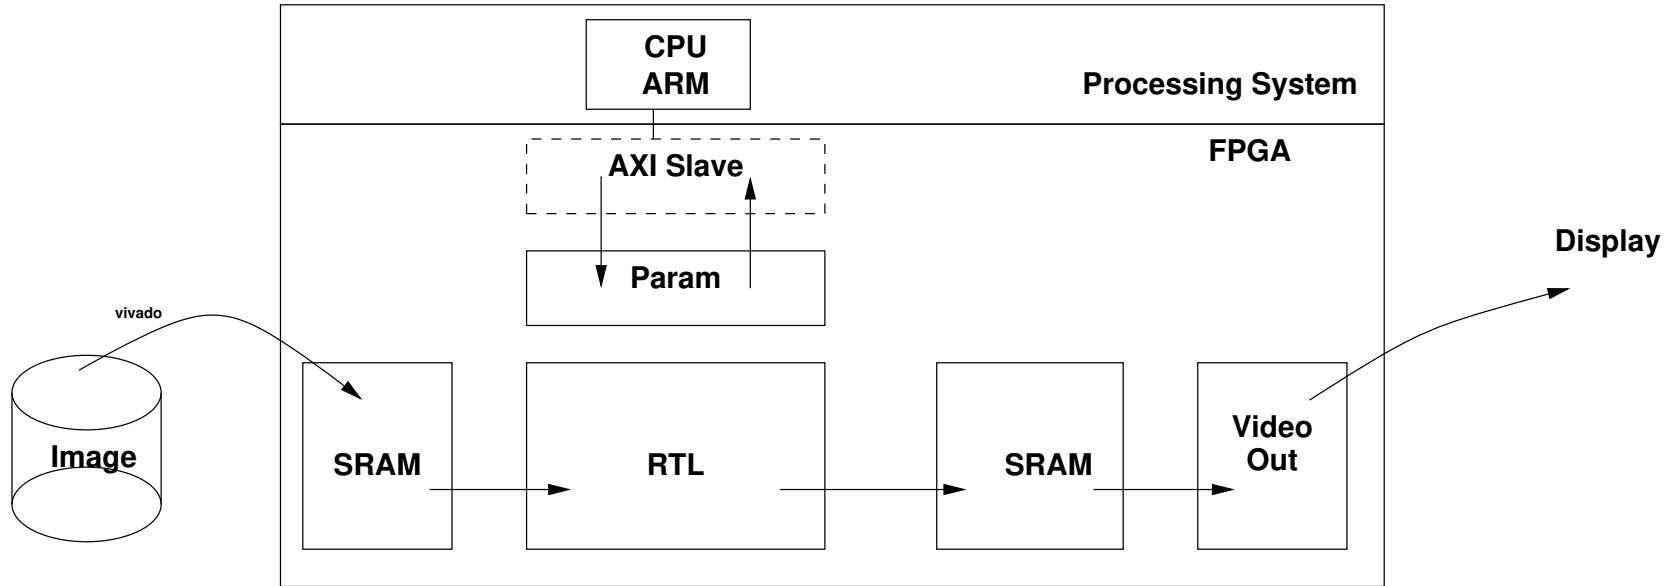 CPU
ARM
Processing System
AXI Slave
FPGA
Param
Display
vivado
Image
SRAM
RTL
SRAM
Video
Out